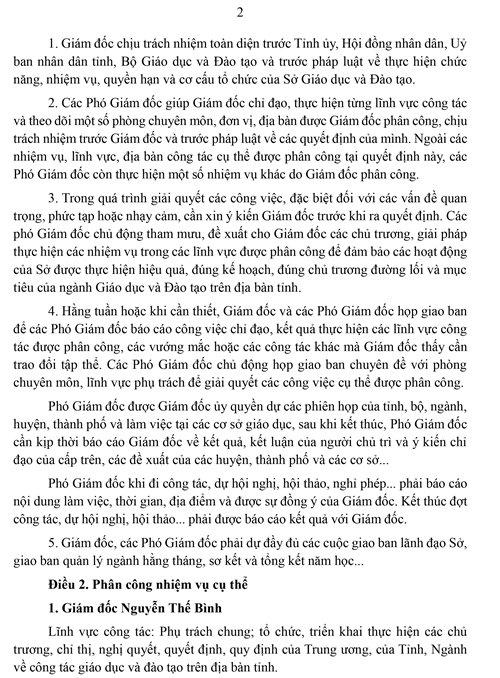 2
1. Giám đốc chịu trách nhiệm toàn diện trước Tỉnh ủy, Hội đồng nhân dân, Uỷ
ban nhân dân tỉnh, Bộ Giáo dục và Đào tạo và trước pháp luật về thực hiện chức
năng, nhiệm vụ, quyền hạn và cơ cấu tổ chức của Sở Giáo dục và Đào tạo.
2. Các Phó Giám đốc giúp Giám đốc chỉ đạo, thực hiện từng lĩnh vực công tác
và theo dõi một số phòng chuyên môn, đơn vị, địa bàn được Giám đốc phân công, chịu
trách nhiệm trước Giám đốc và trước pháp luật về các quyết định của mình. Ngoài các
nhiệm vụ, lĩnh vực, địa bàn công tác cụ thể được phân công tại quyết định này, các
Phó Giám đốc còn thực hiện một số nhiệm vụ khác do Giám đốc phân công.
3. Trong quá trình giải quyết các công việc, đặc biệt đối với các vấn đề quan
trọng, phức tạp hoặc nhạy cảm, cần xin ý kiến Giám đốc trước khi ra quyết định. Các
phó Giám đốc chủ động tham mưu, đề xuất cho Giám đốc các chủ trương, giải pháp
thực hiện các nhiệm vụ trong các lĩnh vực được phân công để đảm bảo các hoạt động
của Sở được thực hiện hiệu quả, đúng kế hoạch, đúng chủ trương đường lối và mục
tiêu của ngành Giáo dục và Đào tạo trên địa bàn tỉnh.
4. Hằng tuần hoặc khi cần thiết, Giám đốc và các Phó Giám đốc họp giao ban
để các Phó Giám đốc báo cáo công việc chỉ đạo, kết quả thực hiện các lĩnh vực công
tác được phân công, các vướng mắc hoặc các công tác khác mà Giám đốc thấy cần
trao đổi tập thể. Các Phó Giám đốc chủ động họp giao ban chuyên đề với phòng
chuyên môn, lĩnh vực phụ trách để giải quyết các công việc cụ thể được phân công.
Phó Giám đốc được Giám đốc ủy quyền dự các phiên họp của tỉnh, bộ, ngành,
huyện, thành phố và làm việc tại các cơ sở giáo dục, sau khi kết thúc, Phó Giám đốc
cần kịp thời báo cáo Giám đốc về kết quả, kết luận của người chủ trì và ý kiến chỉ
đạo của cấp trên, các đề xuất của các huyện, thành phố và các cơ sở...
Phó Giám đốc khi đi công tác, dự hội nghị, hội thảo, nghỉ phép... phải báo cáo
nội dung làm việc, thời gian, địa điểm và được sự đồng ý của Giám đốc. Kết thúc đợt
công tác, dự hội nghị, hội thảo... phải được báo cáo kết quả với Giám đốc.
5. Giám đốc, các Phó Giám đốc phải dự đầy đủ các cuộc giao ban lãnh đạo Sở,
giao ban quản lý ngành hằng tháng, sơ kết và tổng kết năm học...
Điều 2. Phân công nhiệm vụ cụ thể
1. Giám đốc Nguyễn Thế Bình
Lĩnh vực công tác: Phụ trách chung; tổ chức, triển khai thực hiện các chủ
trương, chỉ thị, nghị quyết, quyết định, quy định của Trung ương, của Tỉnh, Ngành
về công tác giáo dục và đào tạo trên địa bàn tỉnh.